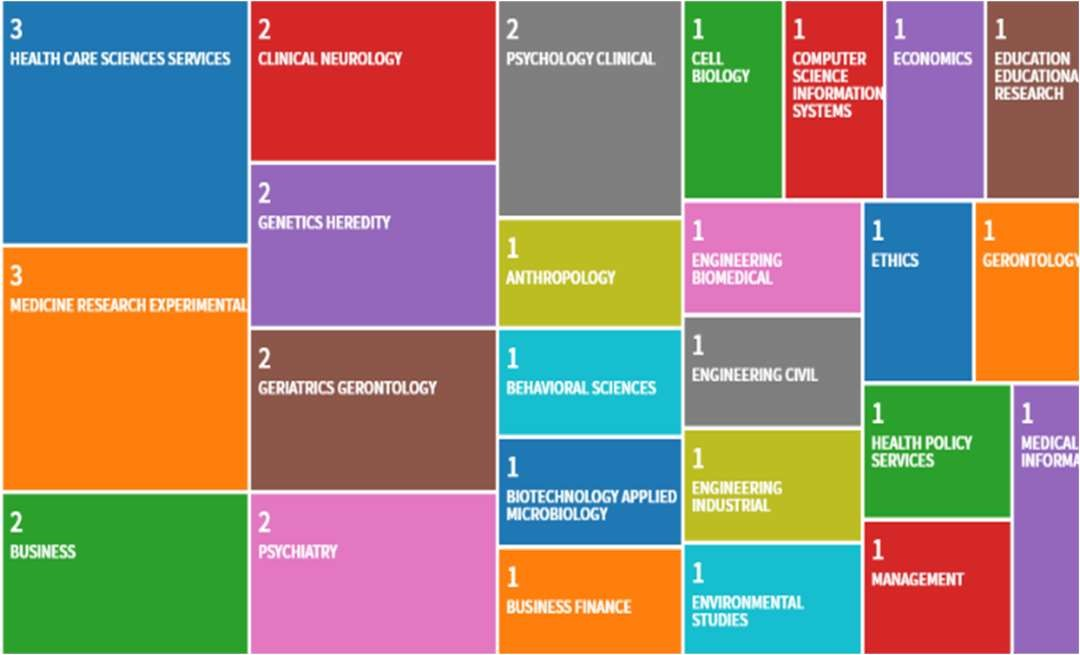 3
HEALTH CARE SCIENCES SERVICES
3
MEDICINE RESEARCH EXPERIMENTAL
2
BUSINESS
2
CLINICAL NEUROLOGY
2
GENETICS HEREDITY
2
GERIATRICS GERONTOLOGY
2
PSYCHIATRY
2
PSYCHOLOGY CLINICAL
1
ANTHROPOLOGY
1
BEHAVIORAL SCIENCES
1
BIOTECHNOLOGY APPLIED
MICROBIOLOGY
1
BUSINESS FINANCE
1
CELL
BIOLOGY
1
COMPUTER
SCIENCE
INFORMATION
SYSTEMS
1
ECONOMICS
1
EDUCATION
EDUCATIONA
RESEARCH
1
ENGINEERING
BIOMEDICAL
1
ENGINEERING CIVIL
1
ENGINEERING
INDUSTRIAL
1
ENVIRONMENTAL
STUDIES
1
ETHICS
1
GERONTOLOGY
1
HEALTH POLICY
SERVICES
1
MANAGEMENT
1
MEDICAL
INFORMA